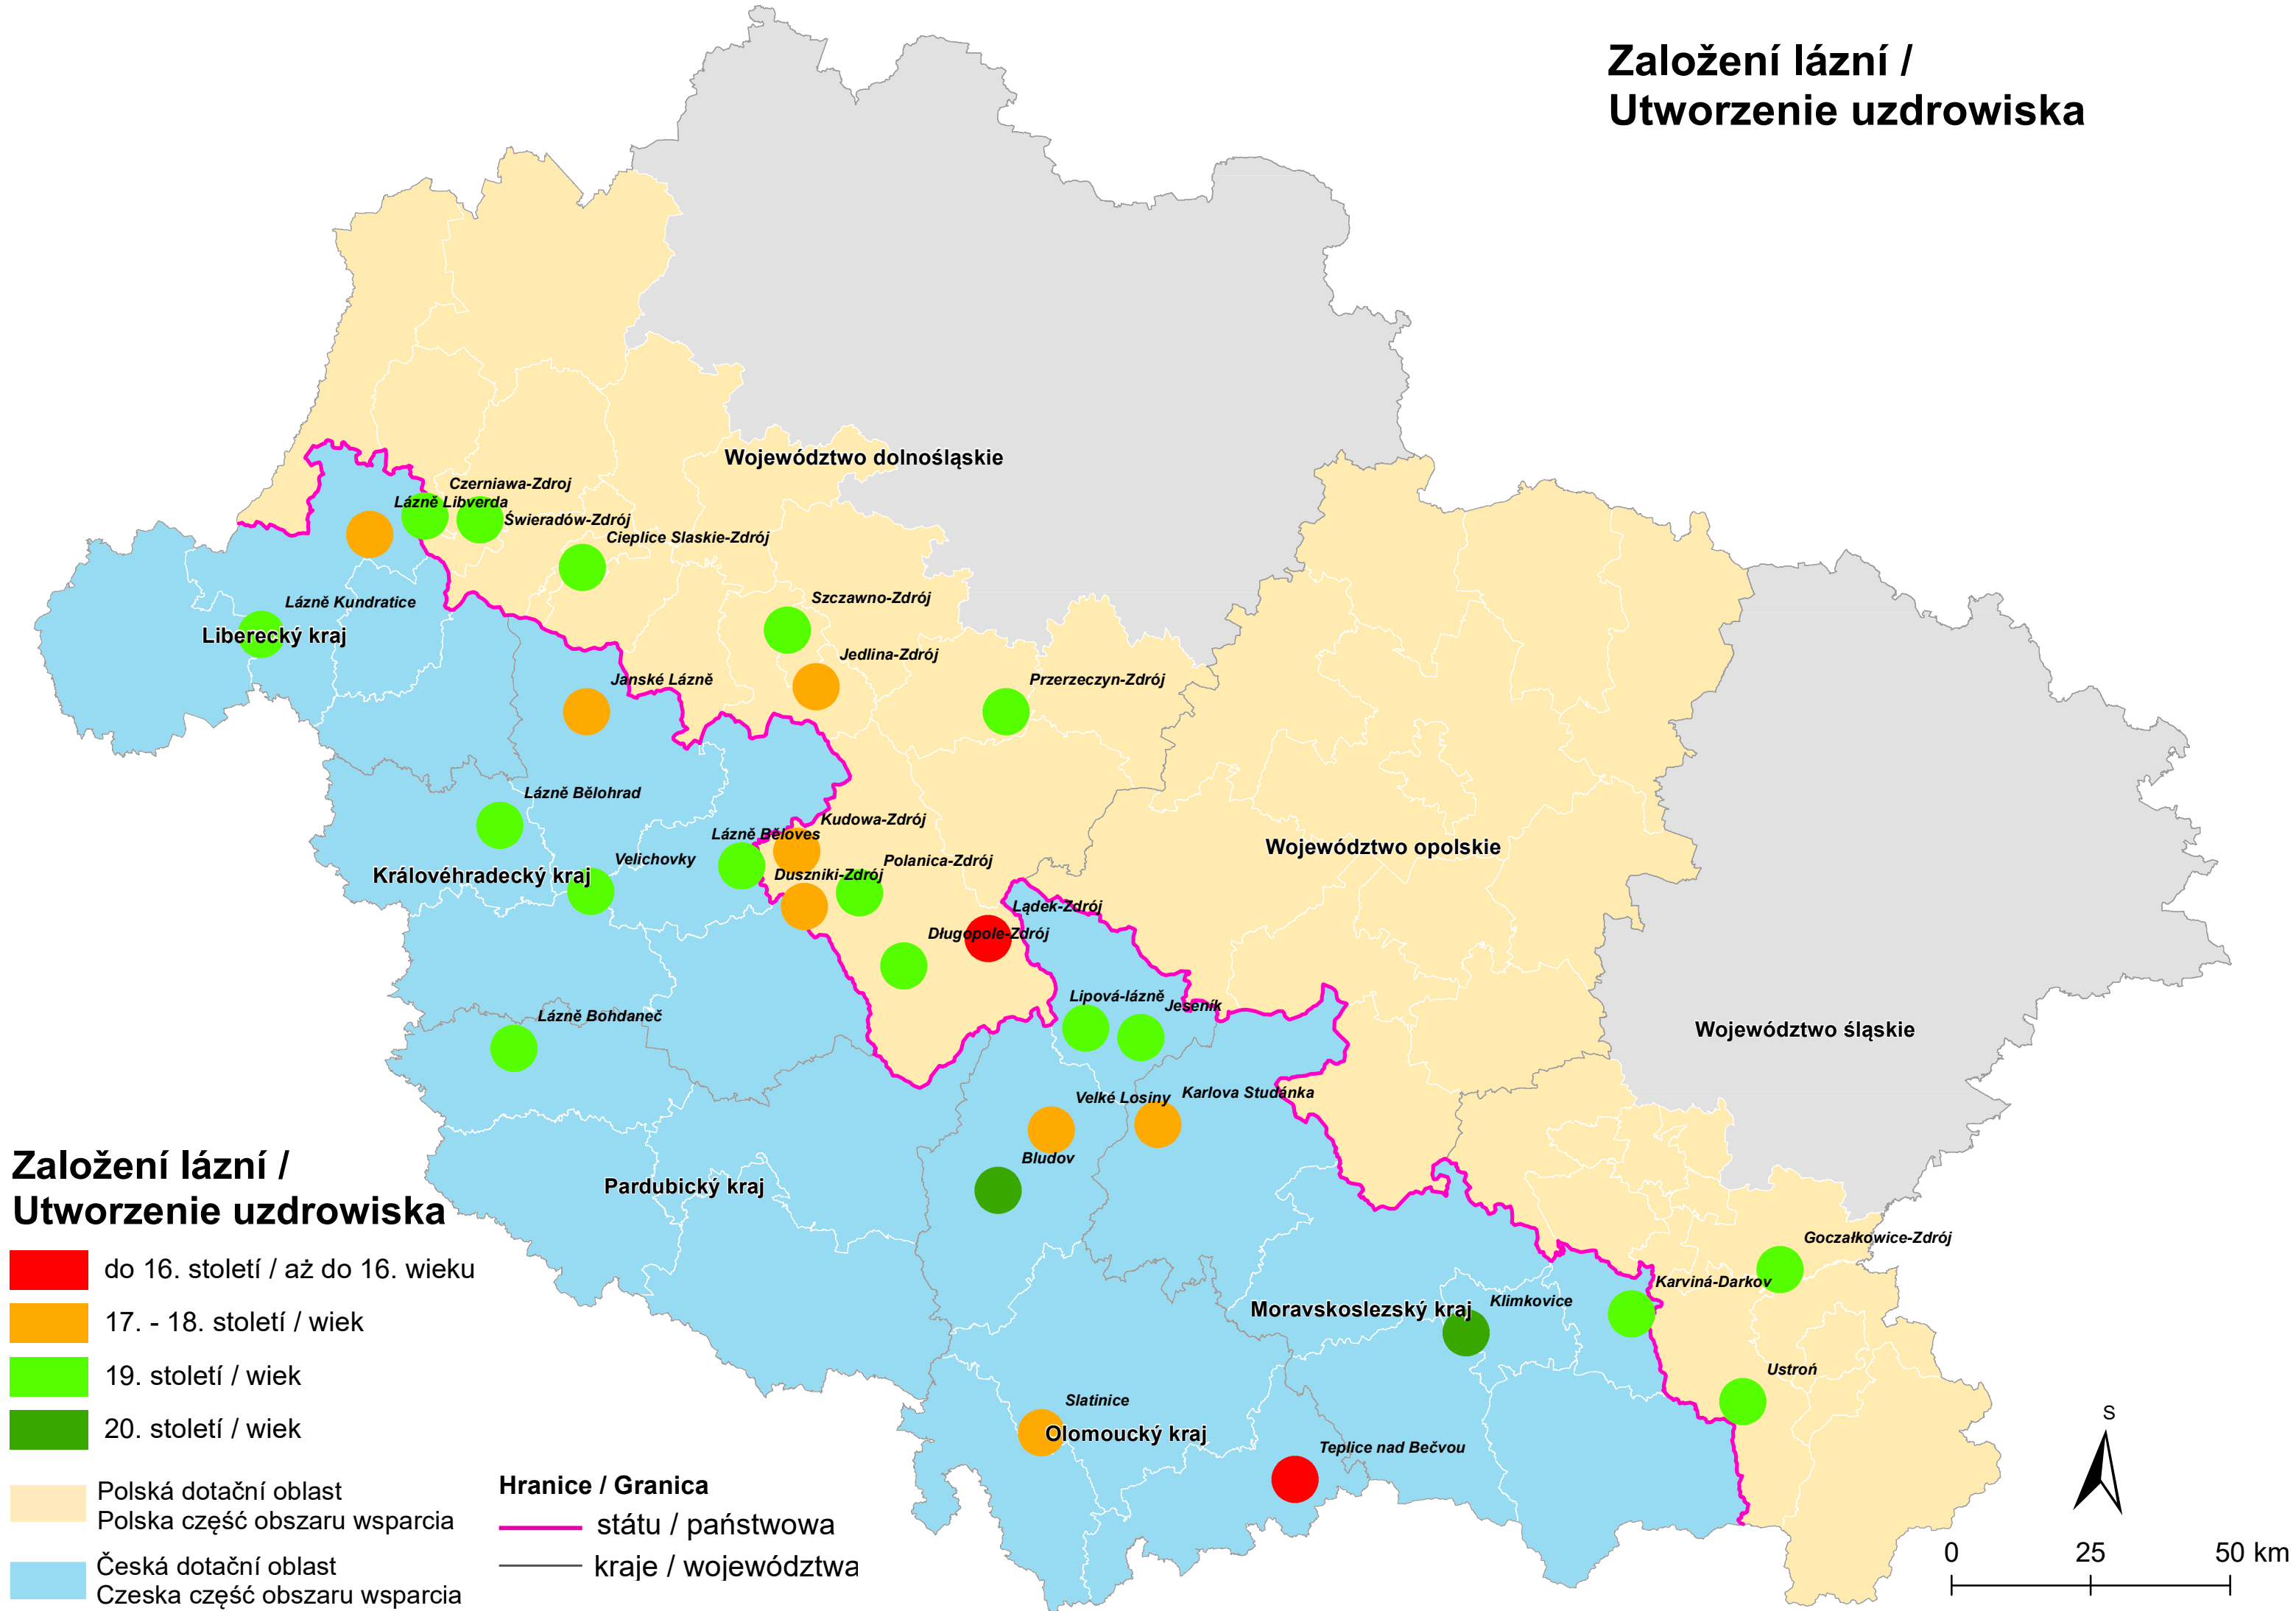 Založení lázní /
Utworzenie uzdrowiska
Województwo dolnośląskie
Czerniawa-Zdroj
Lázně Libverda
Świeradów-Zdrój
Cieplice Slaskie-Zdrój
Szczawno-Zdrój
Lázně Kundratice
Liberecký kraj
Jedlina-Zdrój
Janské Lázně
Przerzeczyn-Zdrój
Lázně Bělohrad
Kudowa-Zdrój
Lázně Běloves
Województwo opolskie
Velichovky
Polanica-Zdrój
Královéhradecký kraj
Duszniki-Zdrój
Lądek-Zdrój
Długopole-Zdrój
Lipová-lázně
Jeseník
Lázně Bohdaneč
Województwo śląskie
Velké Losiny
Karlova Studánka
Bludov
Pardubický kraj
Goczałkowice-Zdrój
Karviná-Darkov
Klimkovice
Moravskoslezský kraj
Ustroń
Slatinice
Olomoucký kraj
Teplice nad Bečvou
Založení lázní /
Utworzenie uzdrowiska
do 16. století / aż do 16. wieku
17. - 18. století / wiek
19. století / wiek
20. století / wiek
Polská dotační oblast
Polska część obszaru wsparcia
Česká dotační oblast
Czeska część obszaru wsparcia
Hranice / Granica
státu / państwowa
kraje / województwa
S
0 25 50 km